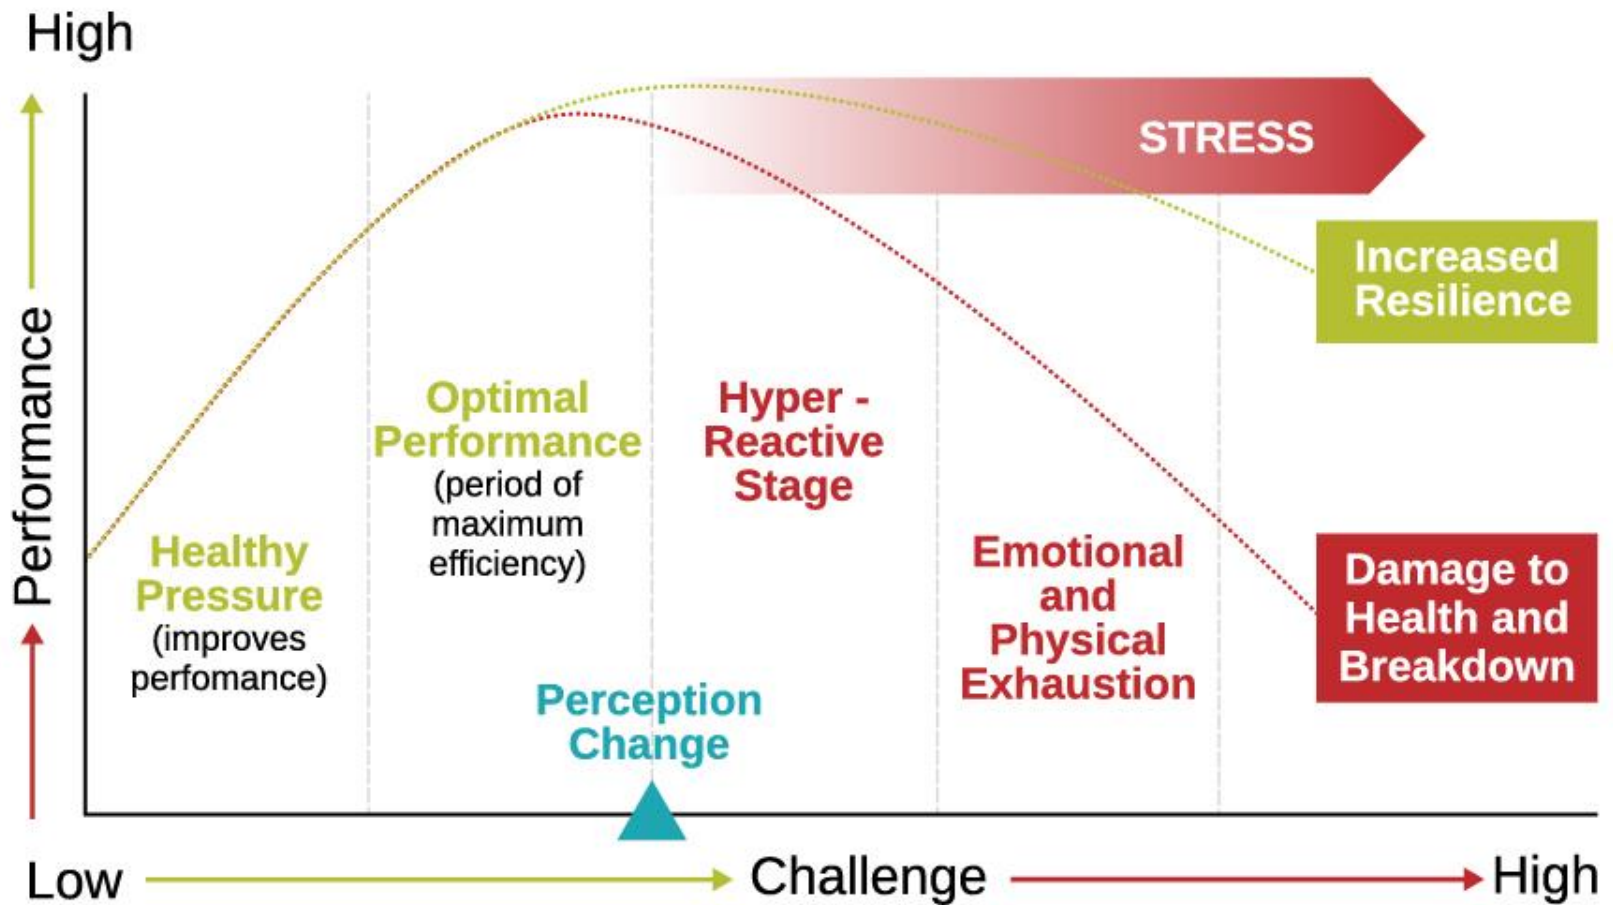 High
STRESS
Increased
Resilience
Performance
Optimal
Performance
(period of
maximum
efficiency)
Hyper -
Reactive
Stage
Healthy
Pressure
(improves
perfomance)
Emotional
and
Physical
Exhaustion
Damage to
Health and
Breakdown
Perception
Change
Low
Challenge
High